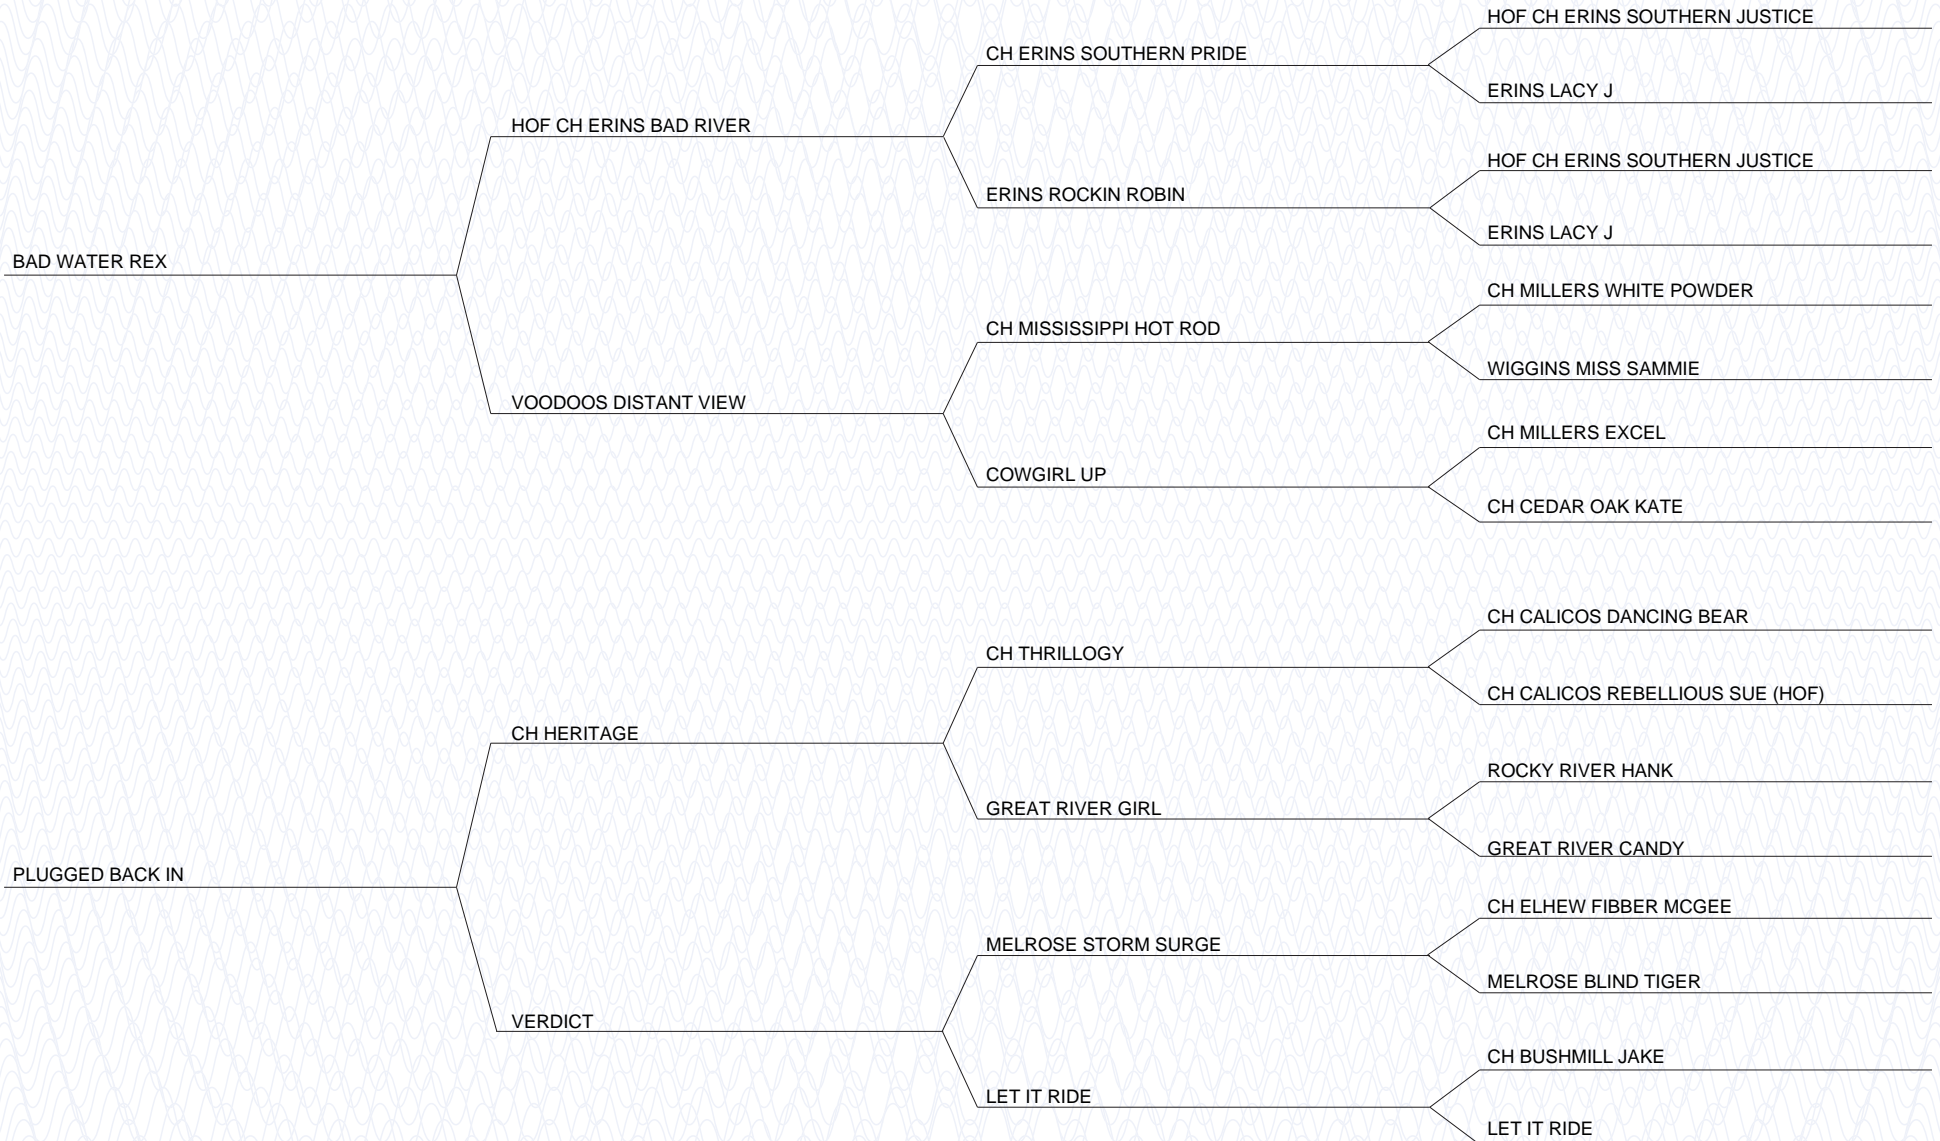 HOF CH ERINS SOUTHERN JUSTICE
CH ERINS SOUTHERN PRIDE
ERINS LACY J
HOF CH ERINS BAD RIVER
HOF CH ERINS SOUTHERN JUSTICE
ERINS ROCKIN ROBIN
ERINS LACY J
BAD WATER REX
CH MILLERS WHITE POWDER
CH MISSISSIPPI HOT ROD
WIGGINS MISS SAMMIE
VOODOOS DISTANT VIEW
CH MILLERS EXCEL
COWGIRL UP
CH CEDAR OAK KATE
CH CALICOS DANCING BEAR
CH THRILLOGY
CH CALICOS REBELLIOUS SUE (HOF)
CH HERITAGE
ROCKY RIVER HANK
GREAT RIVER GIRL
GREAT RIVER CANDY
PLUGGED BACK IN
CH ELHEW FIBBER MCGEE
MELROSE STORM SURGE
MELROSE BLIND TIGER
VERDICT
CH BUSHMILL JAKE
LET IT RIDE
LET IT RIDE